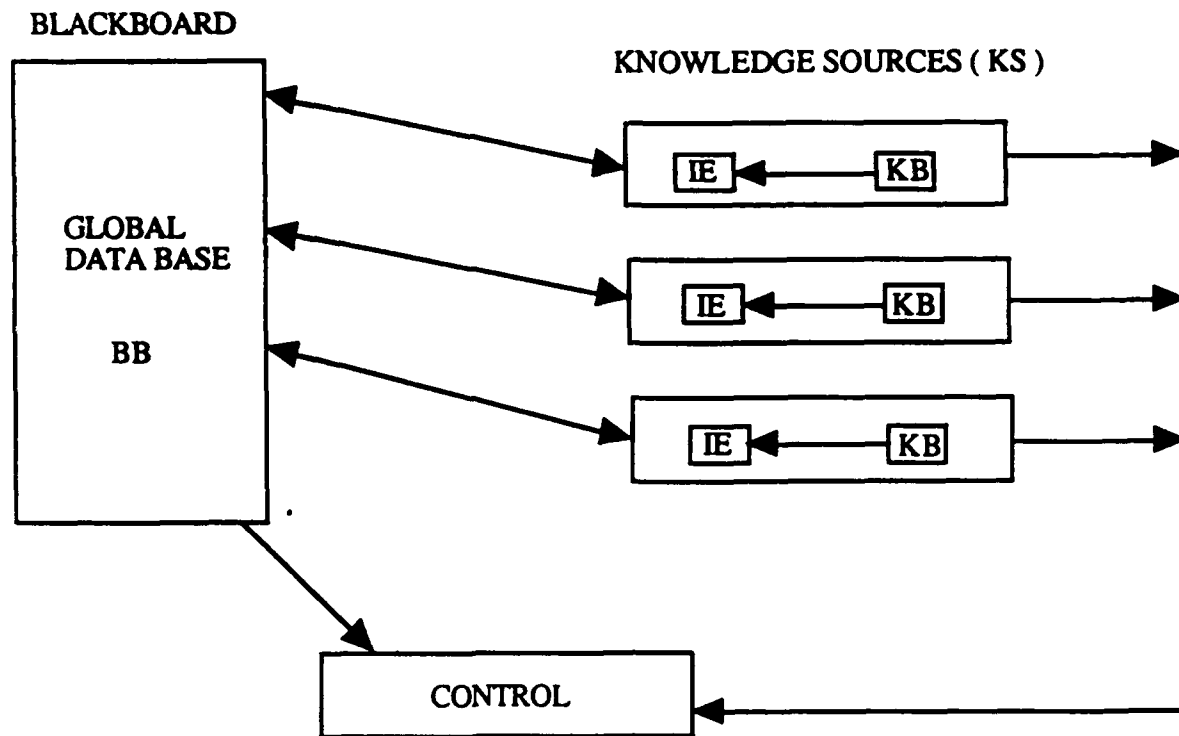 BLACKBOARD
KNOWLEDGE SOURCES ( KS )
IE KB
GLOBAL
DATA BASE
IE KB
BB
IE KB
CONTROL